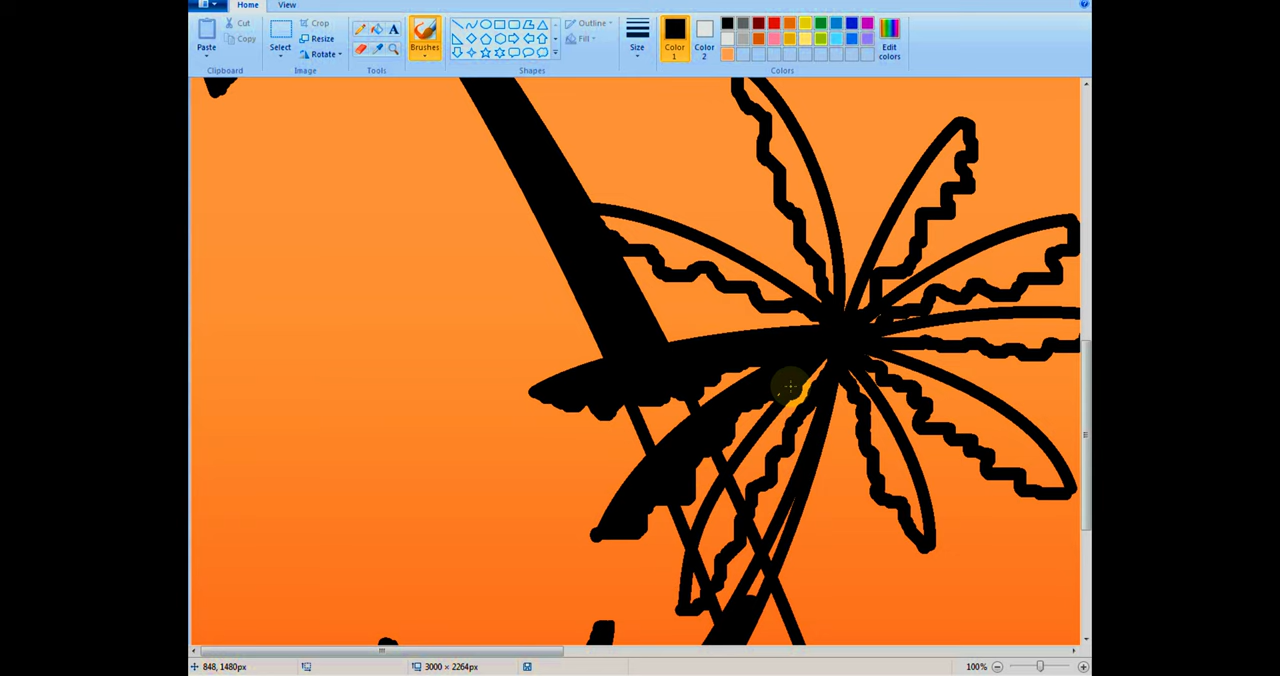 Home View
Paste
Cut
Copy
Clipboard
Select
Crop
Resize
Rotate
Image
A
Tools
Brushes
Outline
Fill
Shapes
Size
Color
1
Color
2
Edit
colors
Colors
848, 1480px
3000 × 2264px
100%